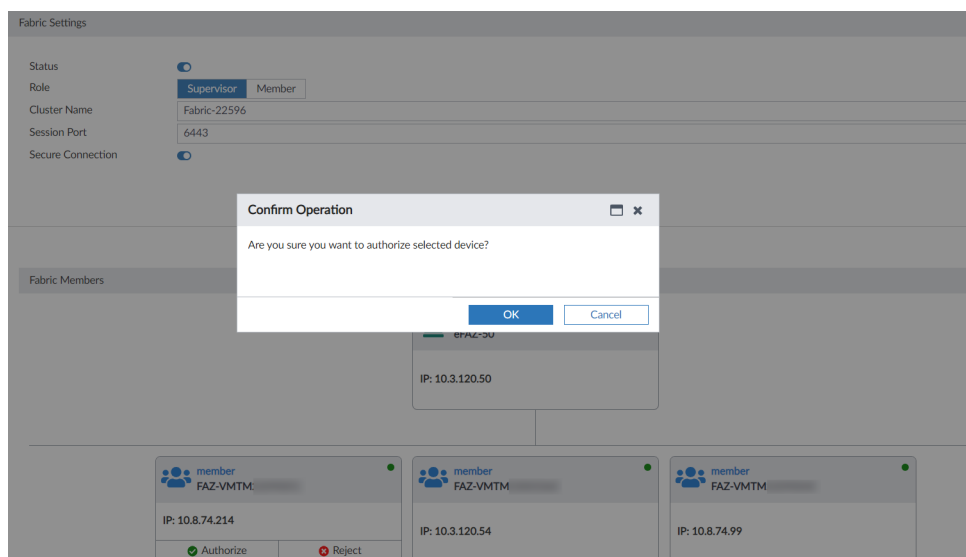 Fabric Settings
Status
Role Supervisor Member
Cluster Name Fabric-22596
Session Port 6443
Secure Connection
Confirm Operation
Are you sure you want to authorize selected device?
OK Cancel
Fabric Members
eFAZ-50
IP: 10.3.120.50
member member member
FAZ-VMTM FAZ-VMTM FAZ-VMTM
IP: 10.8.74.214 IP: 10.3.120.54 IP: 10.8.74.99
Authorize Reject